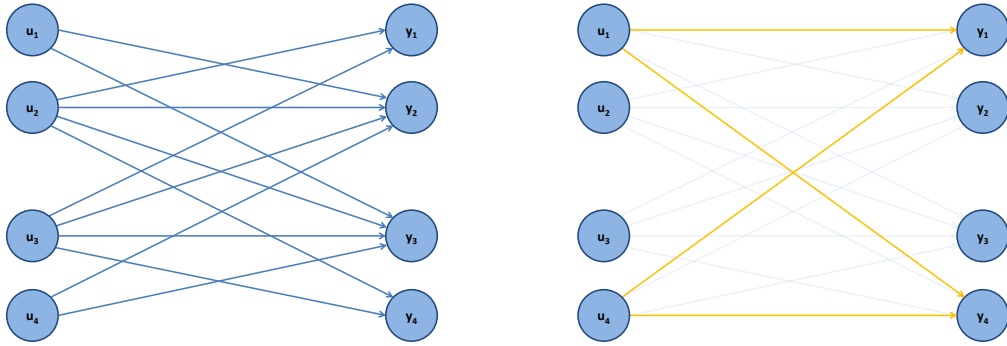 u₁ y₁ u₁ y₁
u₂ y₂ u₂ y₂
u₃ y₃ u₃ y₃
u₄ y₄ u₄ y₄